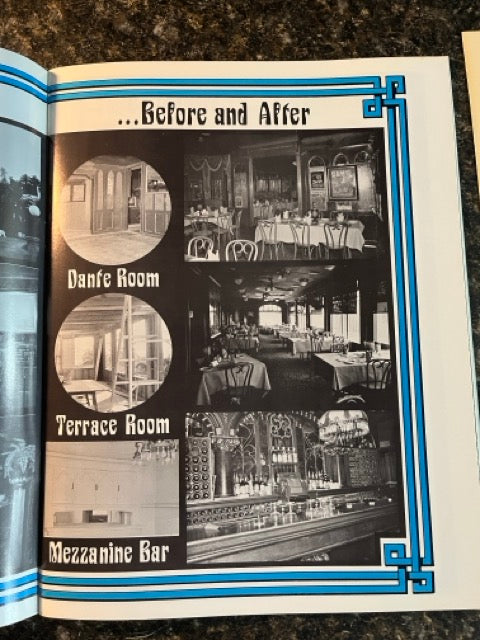 ...Before and After
Dante Room
Terrace Room
Mezzanine Bar